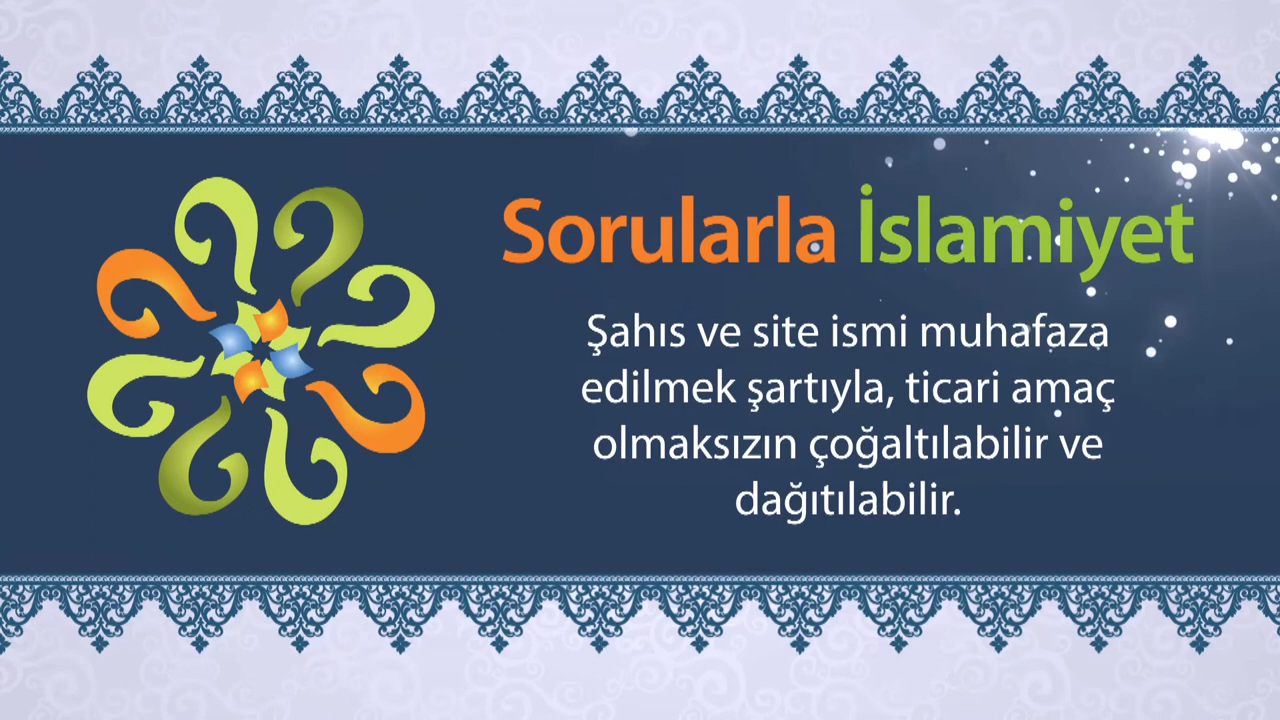 Sorularla İslamiyet
Şahıs ve site ismi muhafaza
edilmek şartıyla, ticari amaç
olmaksızın çoğaltılabilir ve
dağıtılabilir.